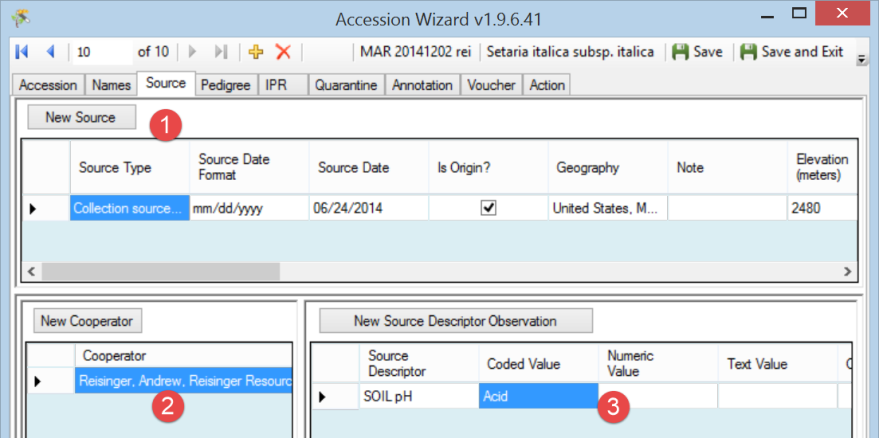 Accession Wizard v1.9.6.41
10 of 10 MAR 20141202 rei Setaria italica subsp. italica Save Save and Exit
Accession Names Source Pedigree IPR Quarantine Annotation Voucher Action
New Source
1
Source Type Source Date Format Source Date Is Origin? Geography Note Elevation (meters)
Collection source... mm/dd/yyyy 06/24/2014 United States, M... 2480
New Cooperator New Source Descriptor Observation
Cooperator Source Descriptor Coded Value Numeric Value Text Value
Reisinger, Andrew, Reisinger Resourc SOIL pH Acid
2 3